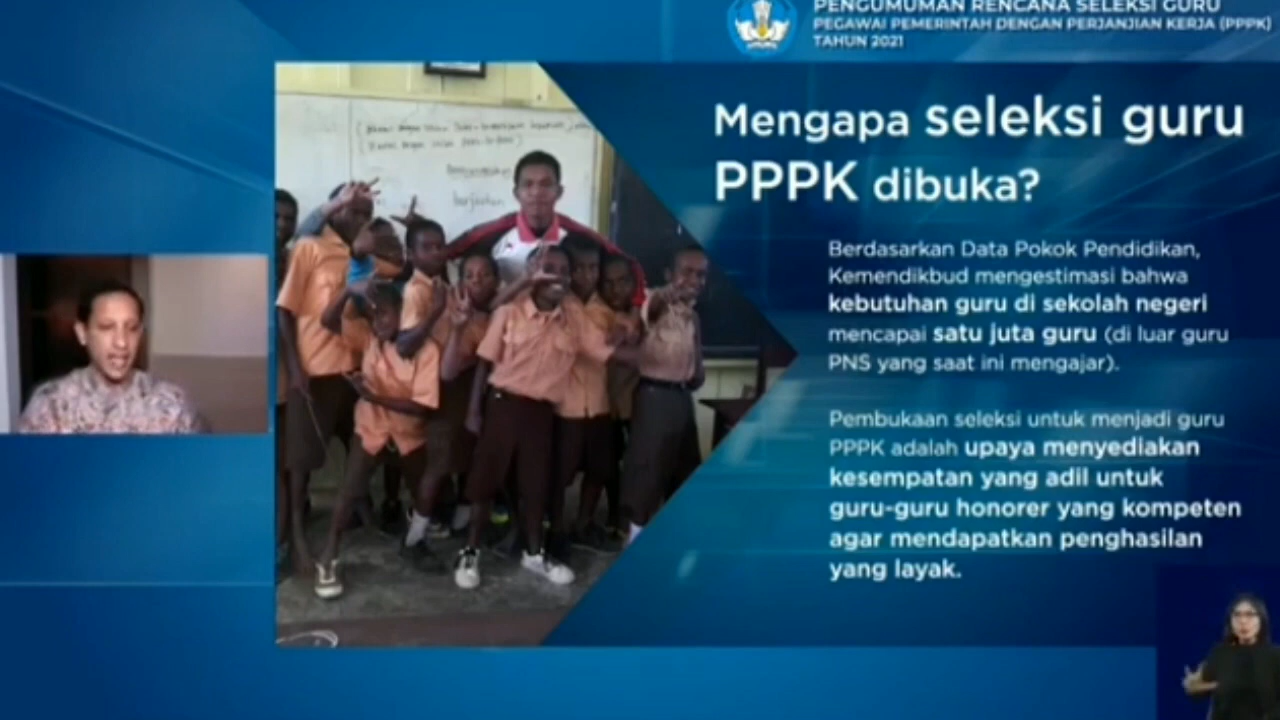 PENGUMUMAN RENCANA SELEKSI GURU
PEGAWAI PEMERINTAH DENGAN PERJANJIAN KERJA (PPPK)
TAHUN 2021
Mengapa seleksi guru
PPPK dibuka?
Berdasarkan Data Pokok Pendidikan,
Kemendikbud mengestimasi bahwa
kebutuhan guru di sekolah negeri
mencapai satu juta guru (di luar guru
PNS yang saat ini mengajar).
Pembukaan seleksi untuk menjadi guru
PPPK adalah upaya menyediakan
kesempatan yang adil untuk
guru-guru honorer yang kompeten
agar mendapatkan penghasilan
yang layak.